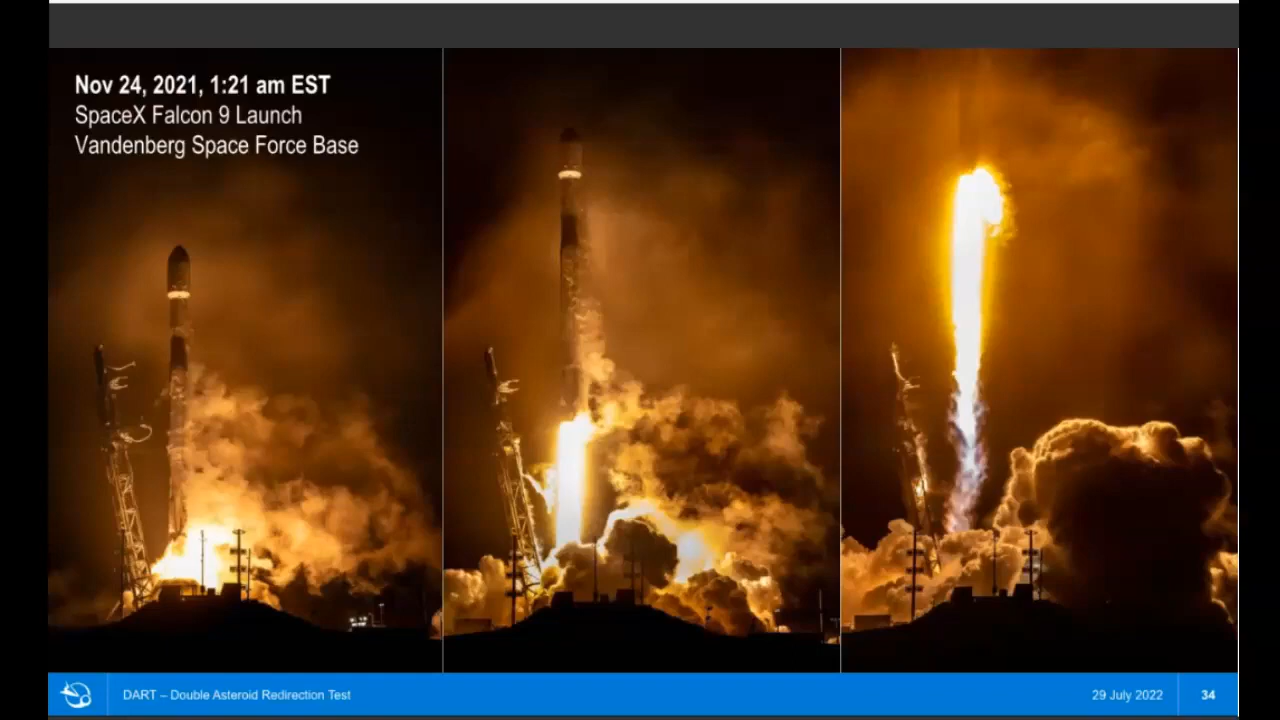 Nov 24, 2021, 1:21 am EST
SpaceX Falcon 9 Launch
Vandenberg Space Force Base
DART – Double Asteroid Redirection Test
29 July 2022
34